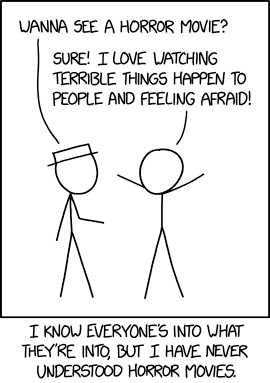 WANNA SEE A HORROR MOVIE?
SURE! I LOVE WATCHING
TERRIBLE THINGS HAPPEN TO
PEOPLE AND FEELING AFRAID!
I KNOW EVERYONE'S INTO WHAT
THEY'RE INTO, BUT I HAVE NEVER
UNDERSTOOD HORROR MOVIES.